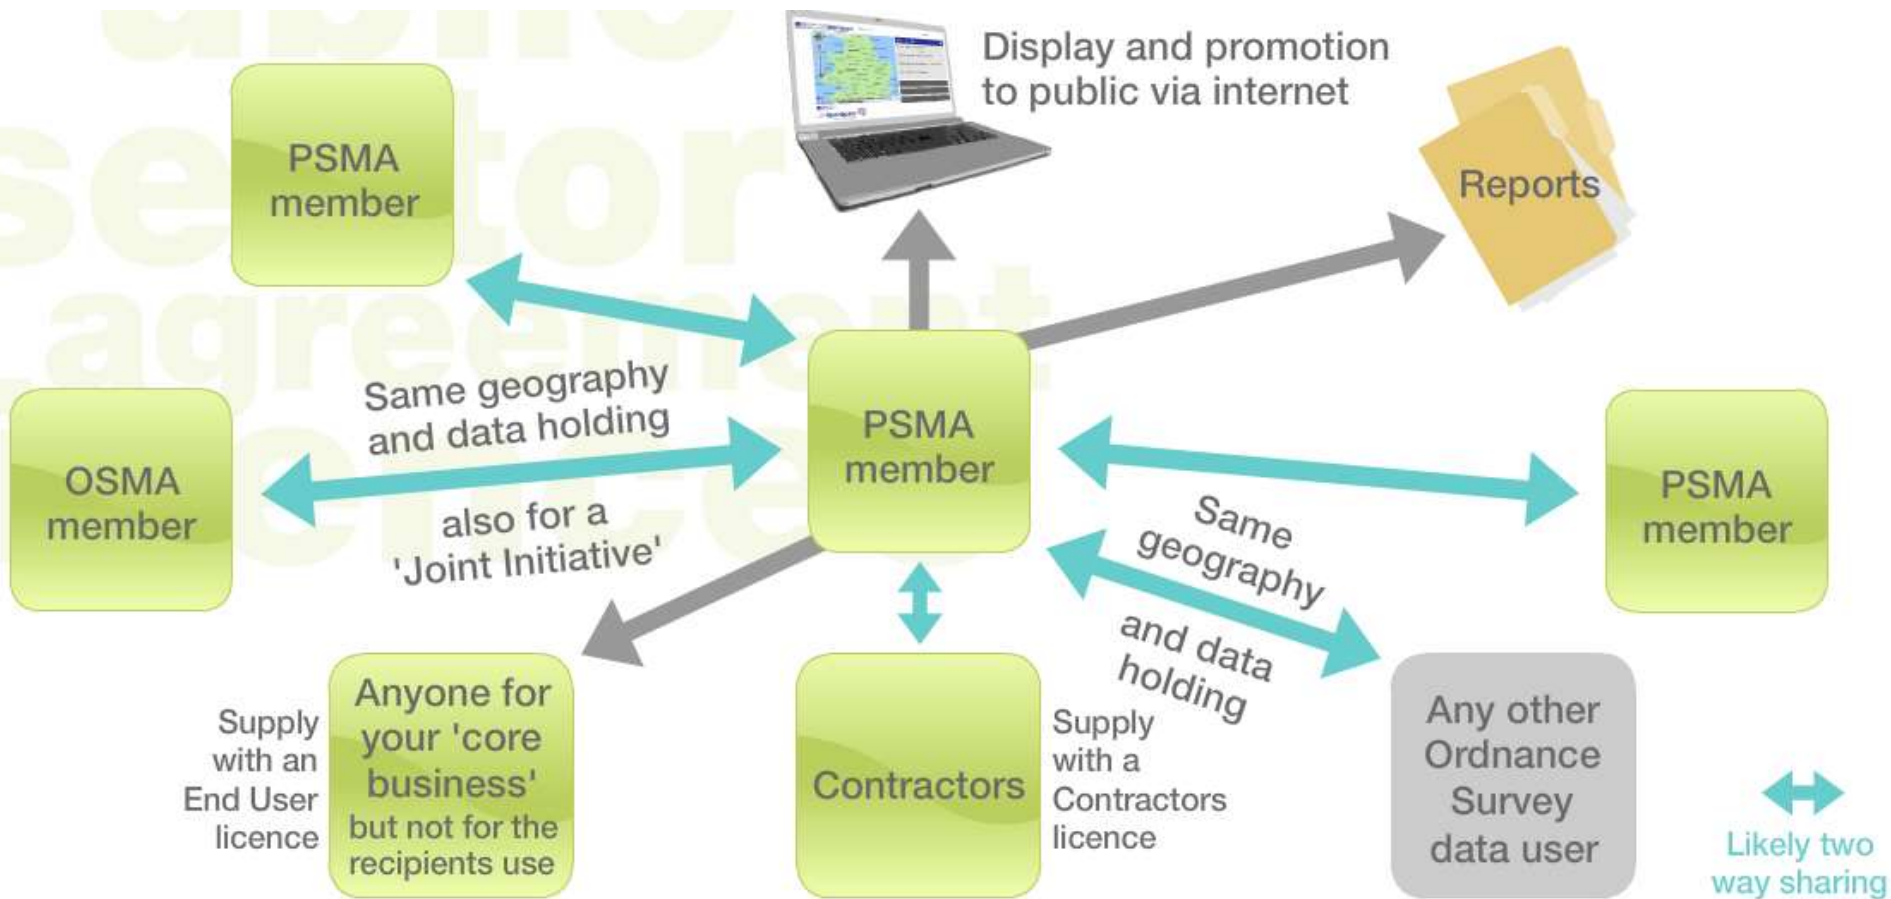 Display and promotion
to public via internet
PSMA
member
Reports
Same geography
and data holding
PSMA
member
OSMA
member
also for a
'Joint Initiative'
PSMA
member
Same
geography
and data
holding
Supply
with an
End User
licence
Anyone for
your 'core
business'
but not for the
recipients use
Contractors
Supply
with a
Contractors
licence
Any other
Ordnance
Survey
data user
Likely two
way sharing
sector
agreement